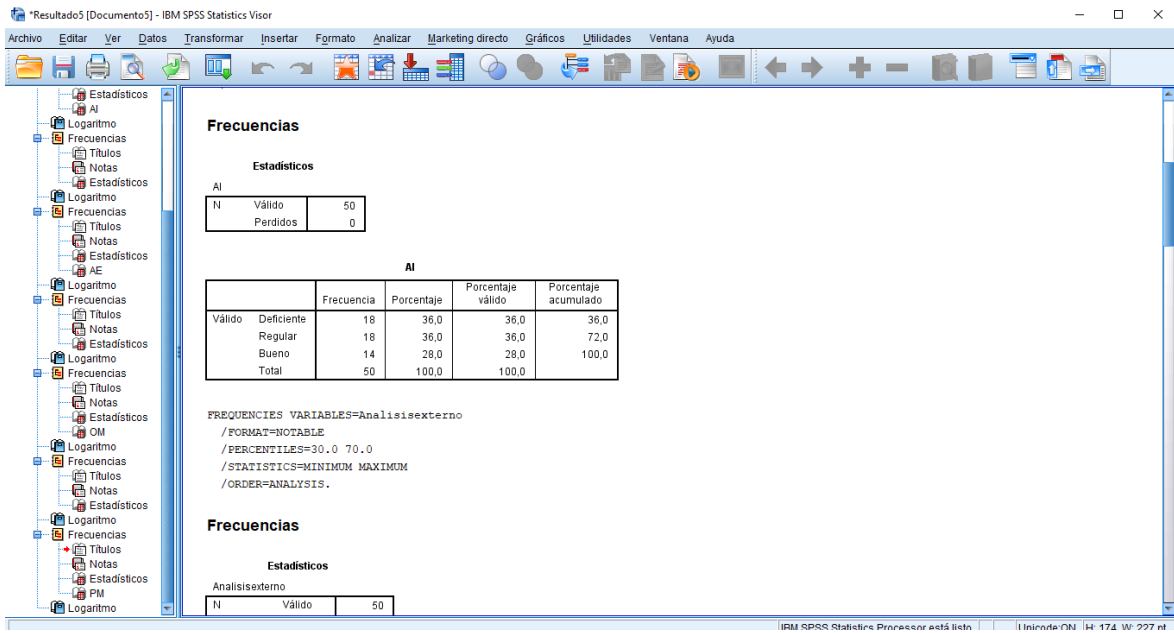 *Resultado5 [Documento5] - IBM SPSS Statistics Visor
Archivo Editar Ver Datos Transformar Insertar Formato Analizar Marketing directo Gráficos Utilidades Ventana Ayuda
Estadísticos
AI
Logaritmo
Frecuencias
Títulos
Notas
Estadísticos
Logaritmo
Frecuencias
Títulos
Notas
Estadísticos
AE
Logaritmo
Frecuencias
Títulos
Notas
Estadísticos
Logaritmo
Frecuencias
Títulos
Notas
Estadísticos
OM
Logaritmo
Frecuencias
Títulos
Notas
Estadísticos
Logaritmo
Frecuencias
Títulos
Notas
Estadísticos
PM
Logaritmo
Frecuencias
Estadísticos
AI
N Válido 50
Perdidos 0
AI
Frecuencia Porcentaje Porcentaje válido Porcentaje acumulado
Válido Deficiente 18 36,0 36,0 36,0
Regular 18 36,0 36,0 72,0
Bueno 14 28,0 28,0 100,0
Total 50 100,0 100,0
FREQUENCIES VARIABLES=Analisisexterno
/FORMAT=NOTABLE
/PERCENTILES=30.0 70.0
/STATISTICS=MINIMUM MAXIMUM
/ORDER=ANALYSIS.
Frecuencias
Estadísticos
Analisisexterno
N Válido 50
IBM SPSS Statistics Processor está listo Unicode:ON H: 174, W: 227 pt.